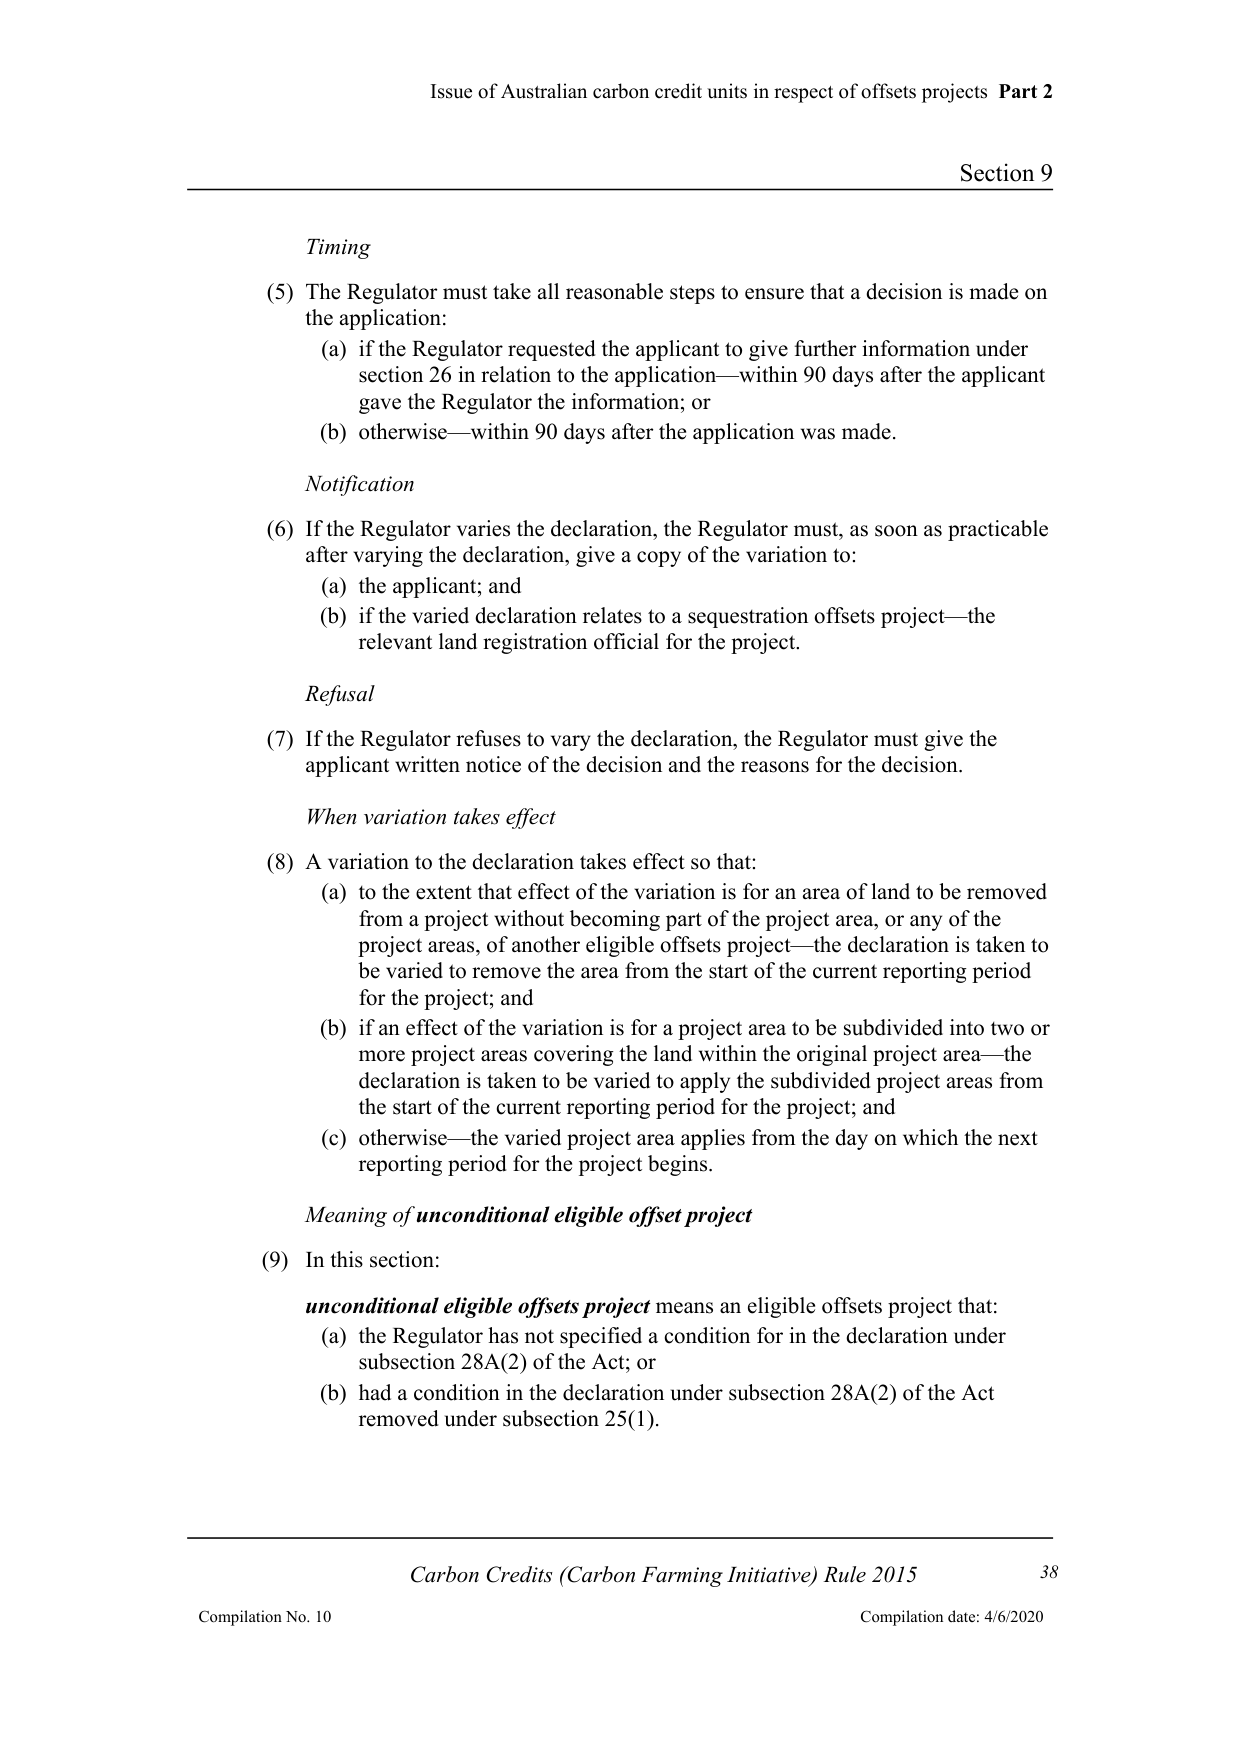 Issue of Australian carbon credit units in respect of offsets projects Part 2
Section 9
Timing
(5) The Regulator must take all reasonable steps to ensure that a decision is made on
the application:
(a) if the Regulator requested the applicant to give further information under
section 26 in relation to the application—within 90 days after the applicant
gave the Regulator the information; or
(b) otherwise—within 90 days after the application was made.
Notification
(6) If the Regulator varies the declaration, the Regulator must, as soon as practicable
after varying the declaration, give a copy of the variation to:
(a) the applicant; and
(b) if the varied declaration relates to a sequestration offsets project—the
relevant land registration official for the project.
Refusal
(7) If the Regulator refuses to vary the declaration, the Regulator must give the
applicant written notice of the decision and the reasons for the decision.
When variation takes effect
(8) A variation to the declaration takes effect so that:
(a) to the extent that effect of the variation is for an area of land to be removed
from a project without becoming part of the project area, or any of the
project areas, of another eligible offsets project—the declaration is taken to
be varied to remove the area from the start of the current reporting period
for the project; and
(b) if an effect of the variation is for a project area to be subdivided into two or
more project areas covering the land within the original project area—the
declaration is taken to be varied to apply the subdivided project areas from
the start of the current reporting period for the project; and
(c) otherwise—the varied project area applies from the day on which the next
reporting period for the project begins.
Meaning of unconditional eligible offset project
(9) In this section:
unconditional eligible offsets project means an eligible offsets project that:
(a) the Regulator has not specified a condition for in the declaration under
subsection 28A(2) of the Act; or
(b) had a condition in the declaration under subsection 28A(2) of the Act
removed under subsection 25(1).
Carbon Credits (Carbon Farming Initiative) Rule 2015 38
Compilation No. 10 Compilation date: 4/6/2020